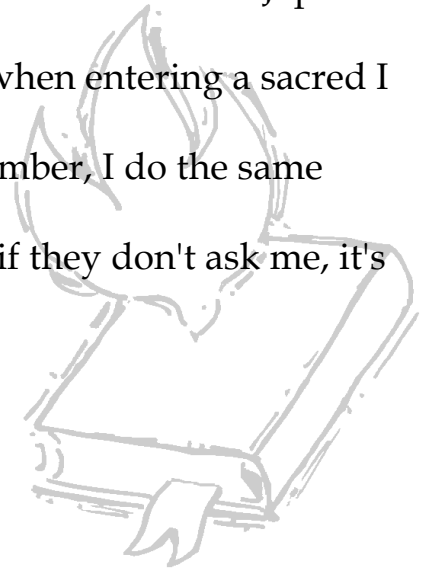 when entering a sacred I
mber, I do the same
if they don't ask me, it's